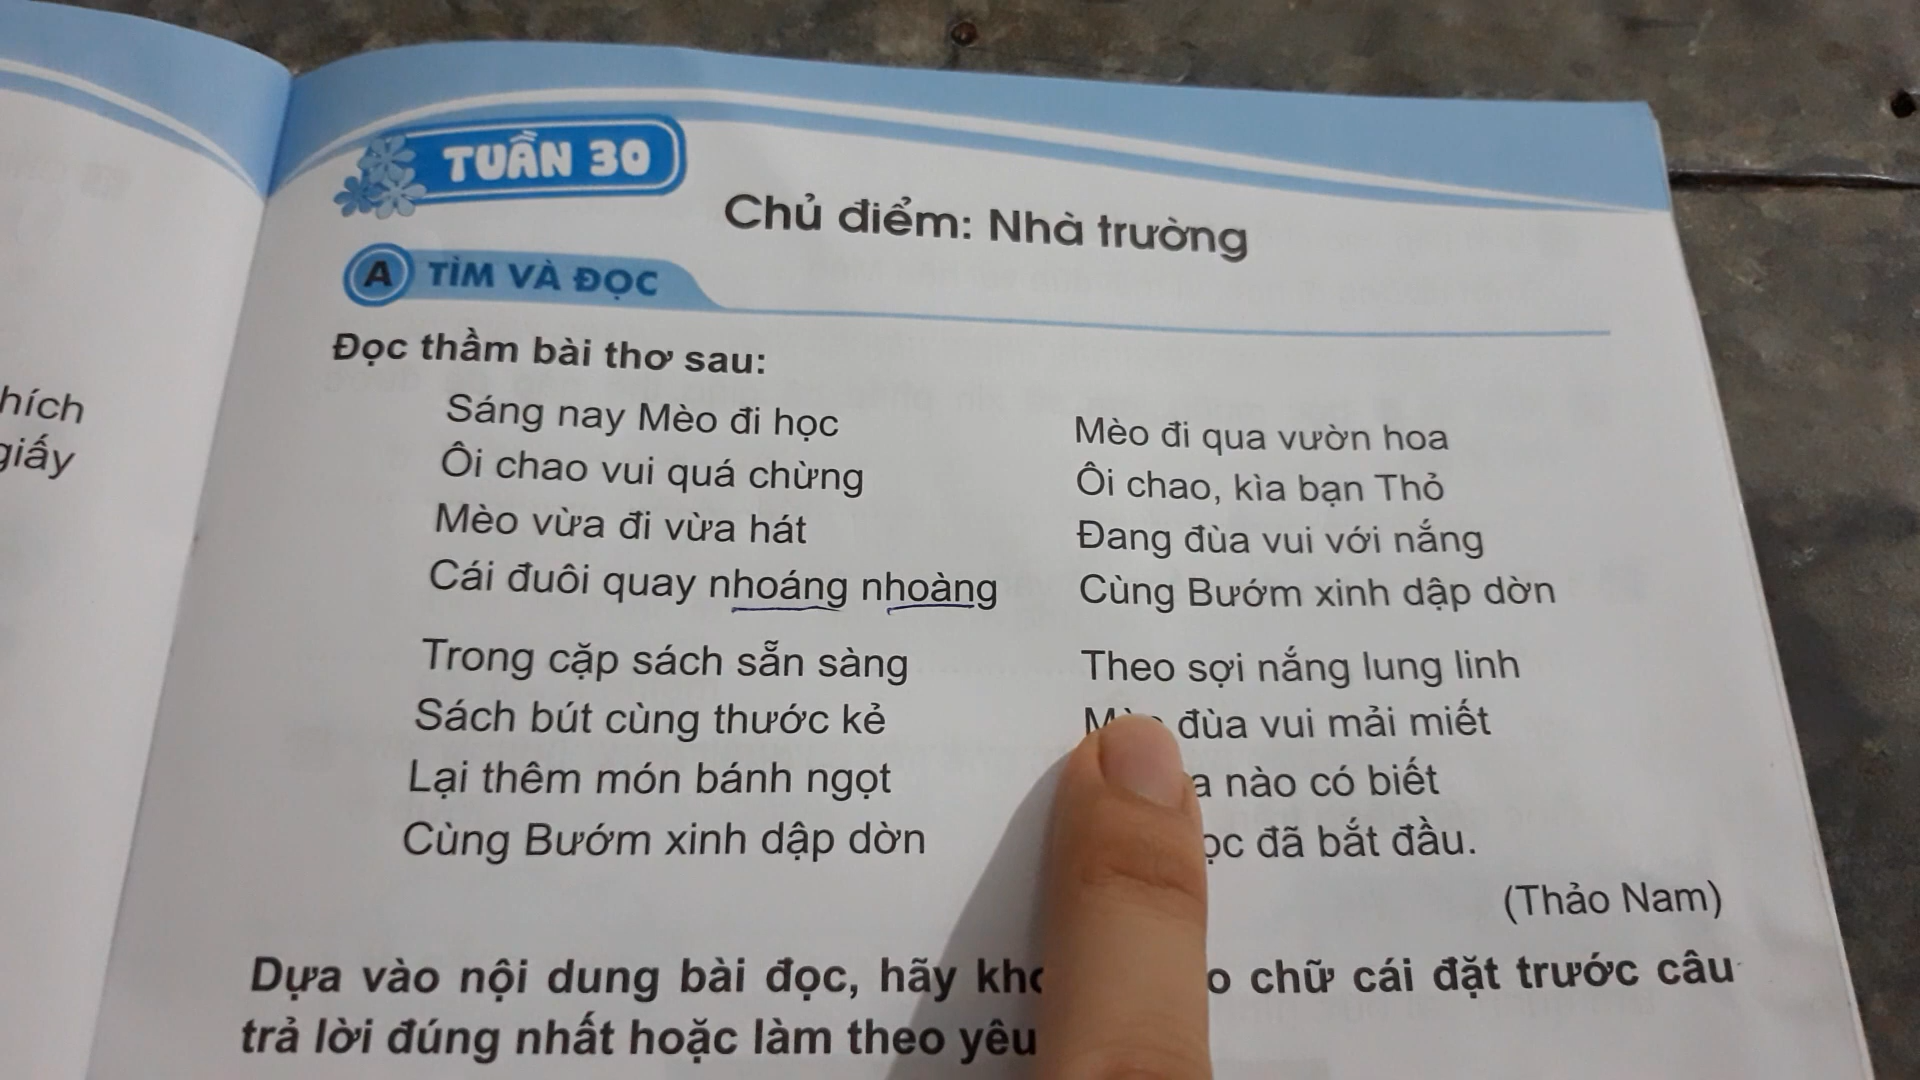 hích
giấy
TUẦN 30
Chủ điểm: Nhà trường
A TÌM VÀ ĐỌC
Đọc thầm bài thơ sau:
Sáng nay Mèo đi học
Ôi chao vui quá chừng
Mèo vừa đi vừa hát
Cái đuôi quay nhoáng nhoàng
Trong cặp sách sẵn sàng
Sách bút cùng thước kẻ
Lại thêm món bánh ngọt
Cùng Bướm xinh dập dờn
Mèo đi qua vườn hoa
Ôi chao, kìa bạn Thỏ
Đang đùa vui với nắng
Cùng Bướm xinh dập dờn
Theo sợi nắng lung linh
Mèo đùa vui mải miết
nào có biết
đã bắt đầu.
(Thảo Nam)
Dựa vào nội dung bài đọc, hãy chữ cái đặt trước câu
trả lời đúng nhất hoặc làm theo yêu